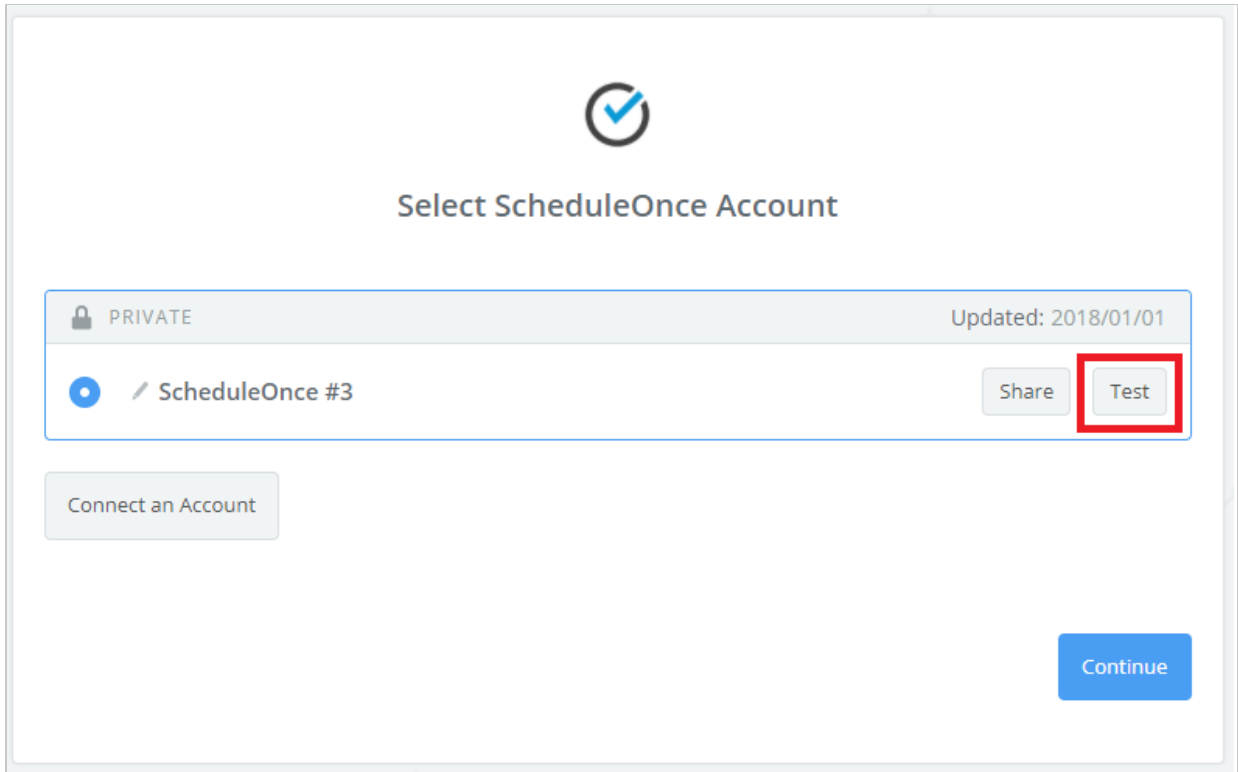 Select ScheduleOnce Account
PRIVATE Updated: 2018/01/01
ScheduleOnce #3 Share Test
Connect an Account
Continue